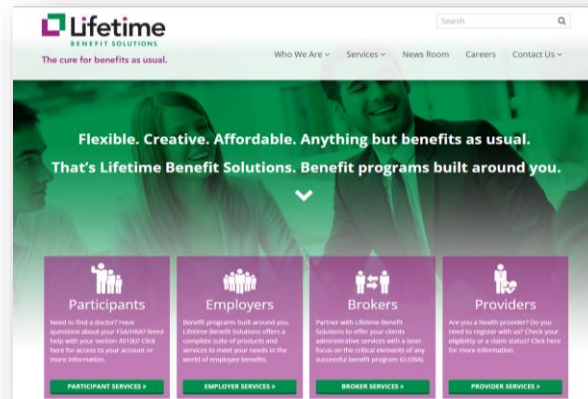 Lifetime
BENEFIT SOLUTIONS
The cure for benefits as usual.
Search
Who We Are
Services
News Room
Careers
Contact Us
Flexible. Creative. Affordable. Anything but benefits as usual.
That's Lifetime Benefit Solutions. Benefit programs built around you.
Participants
Need to find a doctor? Have
questions about your FSA/HRA? Need
help with your section 401(k)? Click
here for access to your account or
more information.
PARTICIPANT SERVICES >
Employers
Benefit programs built around you.
Lifetime Benefit Solutions offers a
complete suite of products and
services to meet your needs in the
world of employee benefits.
EMPLOYER SERVICES >
Brokers
Partner with Lifetime Benefit
Solutions to offer your clients
administrative services with a laser
focus on the critical elements of any
successful benefit program (GLOBAL
BROKER SERVICES >
Providers
Are you a health provider? Do you
need to register with us? Check your
eligibility or a claim status? Click here
for more information.
PROVIDER SERVICES >